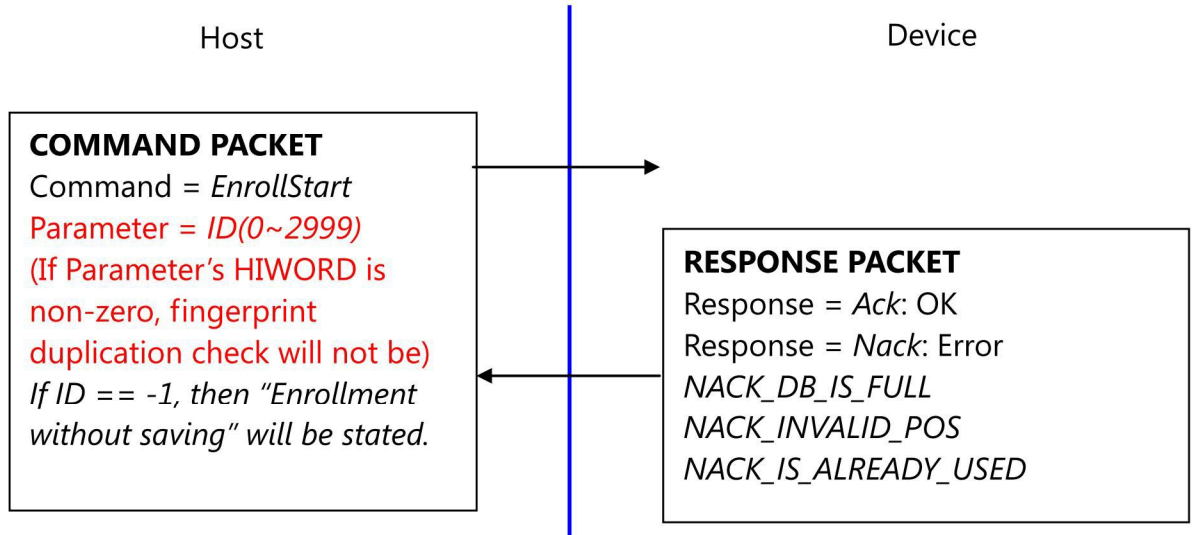 Host
Device
COMMAND PACKET
Command = EnrollStart
Parameter = ID(0~2999)
(If Parameter’s HIWORD is
non-zero, fingerprint
duplication check will not be)
If ID == -1, then “Enrollment
without saving” will be stated.
RESPONSE PACKET
Response = Ack: OK
Response = Nack: Error
NACK_DB_IS_FULL
NACK_INVALID_POS
NACK_IS_ALREADY_USED